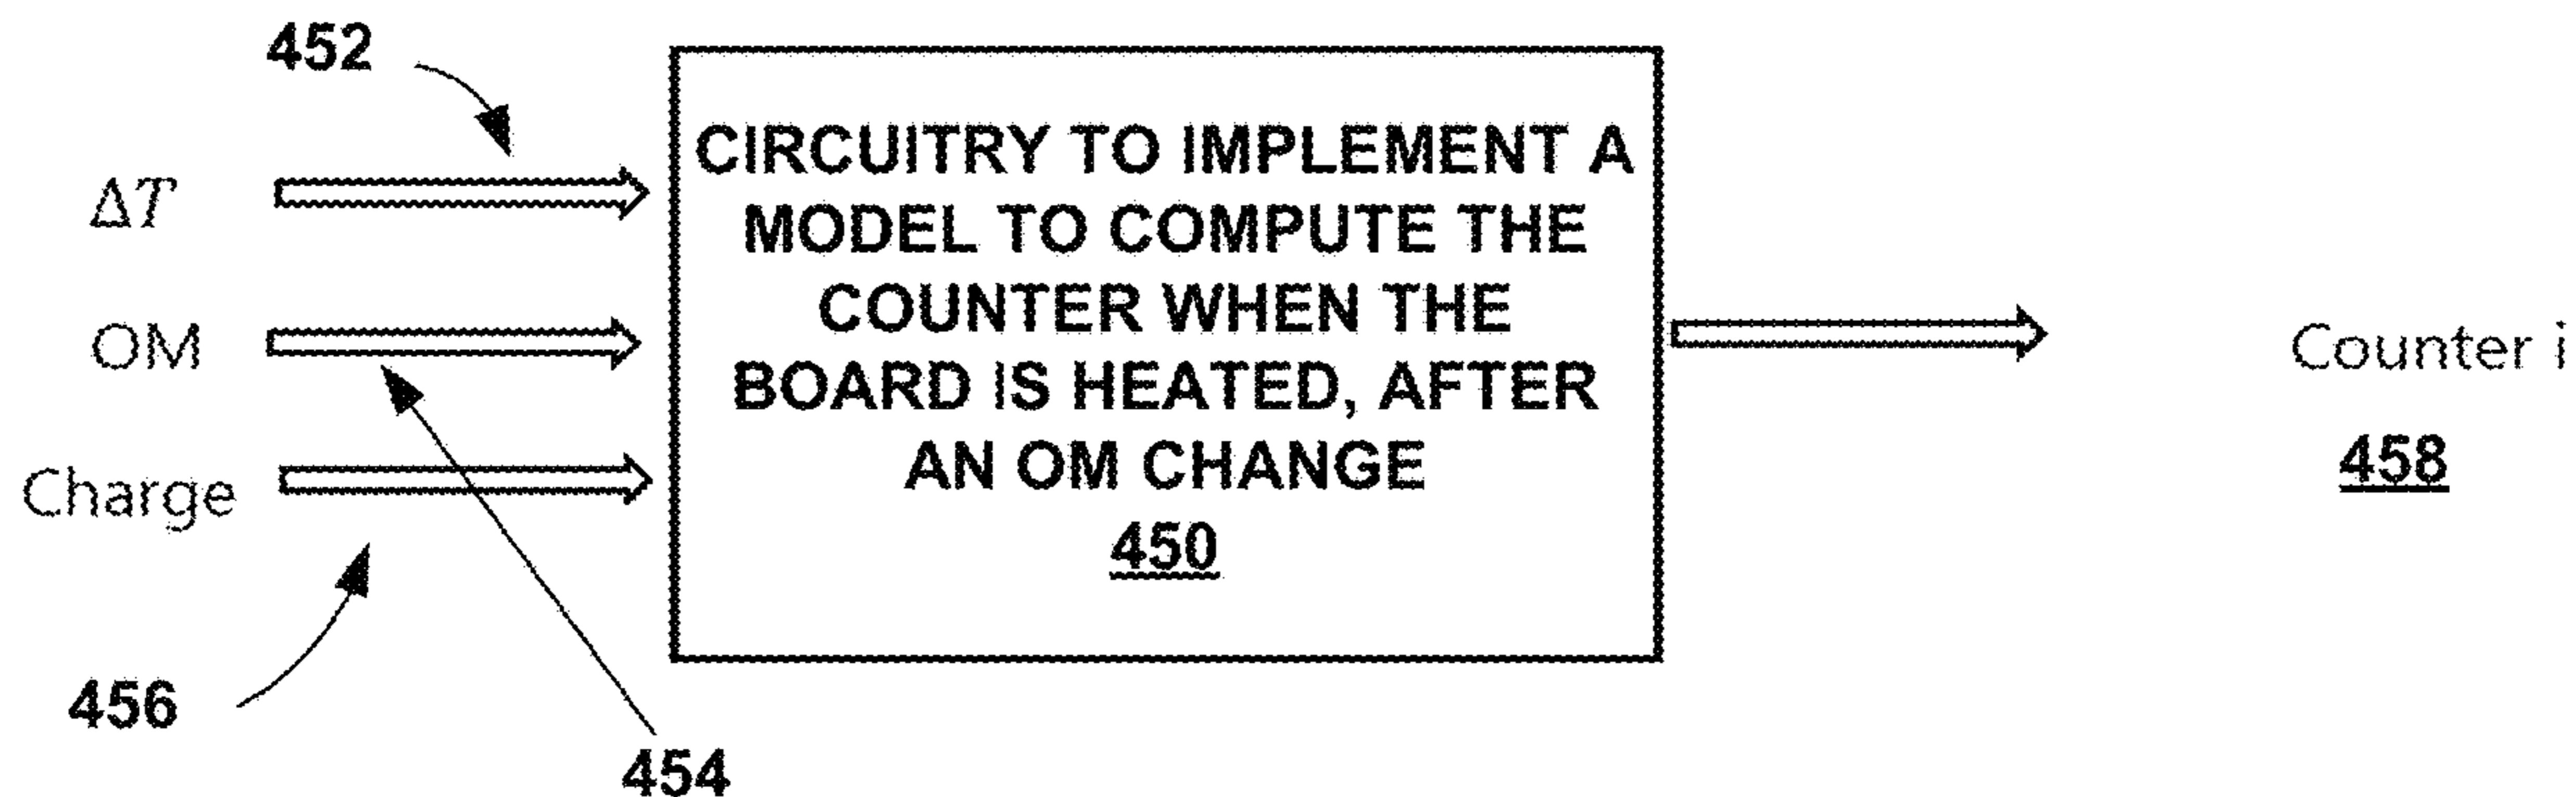 452
ΔT
OM
Charge
456
454
CIRCUITRY TO IMPLEMENT A
MODEL TO COMPUTE THE
COUNTER WHEN THE
BOARD IS HEATED, AFTER
AN OM CHANGE
450
Counter i
458